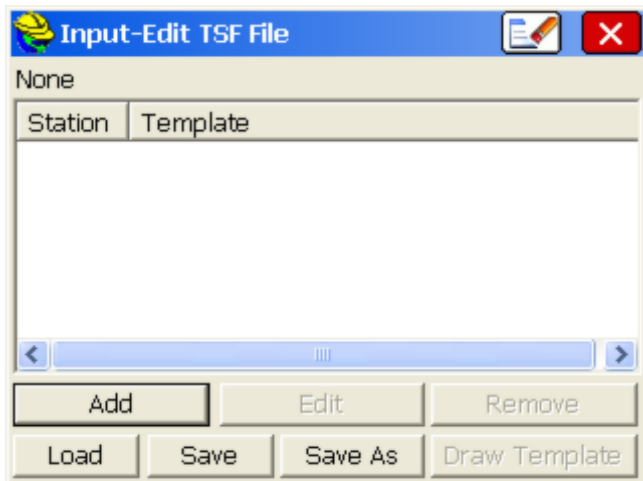 Input-Edit TSF File
None
Station Template
Add Edit Remove
Load Save Save As Draw Template